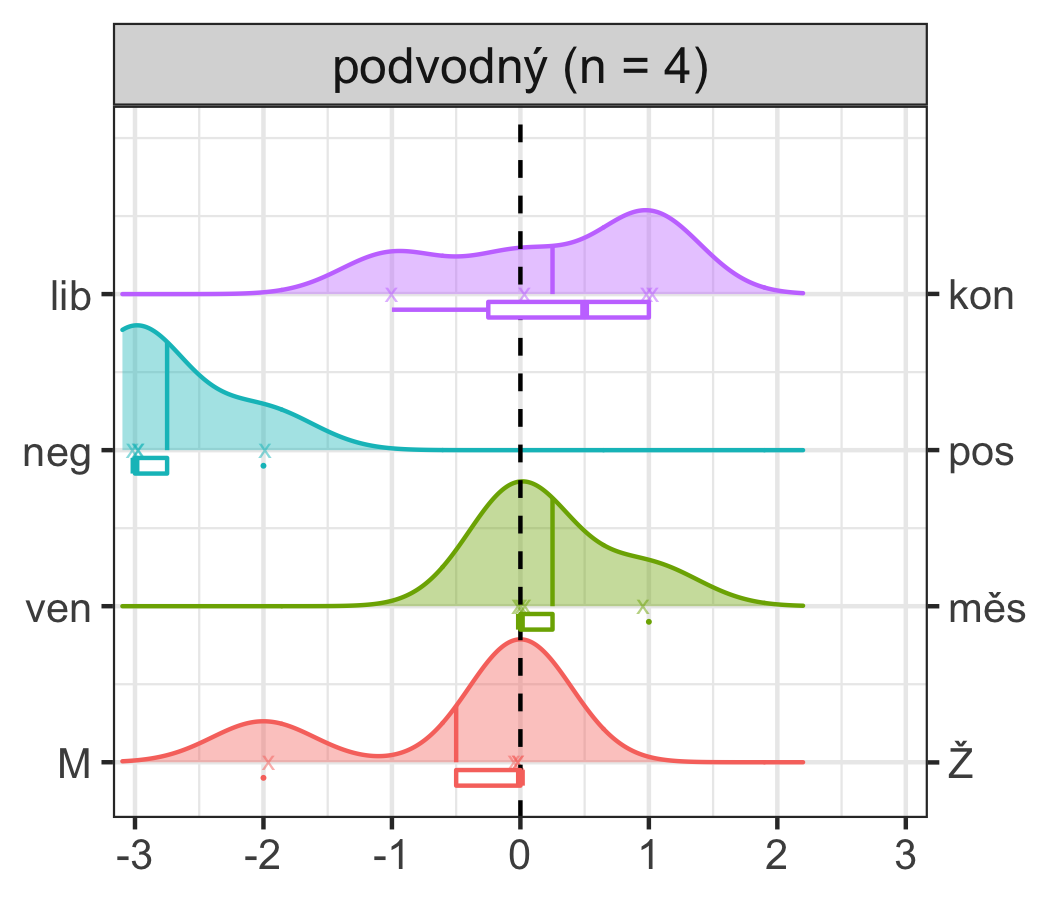 podvodný (n = 4)
lib kon
neg pos
ven měs
M Ž
-3 -2 -1 0 1 2 3